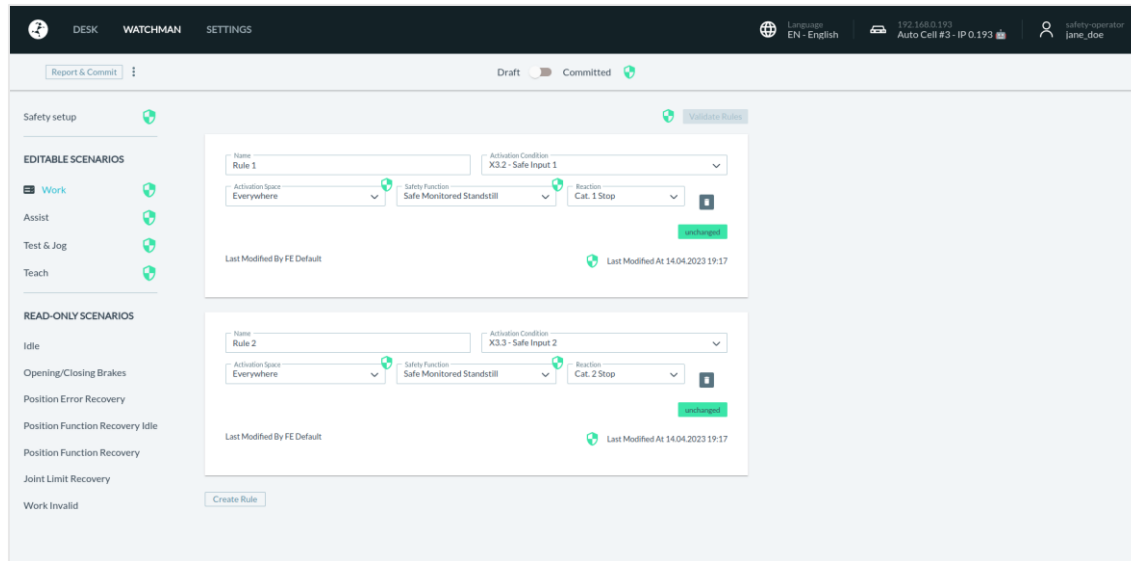 DESK WATCHMAN SETTINGS
Language
EN - English
192.168.0.193
Auto Cell #3 - IP 0.193
safety-operator
jane_doe
Report & Commit
Draft Committed
Safety setup
Validate Rules
EDITABLE SCENARIOS
Work
Assist
Test & Jog
Teach
READ-ONLY SCENARIOS
Idle
Opening/Closing Brakes
Position Error Recovery
Position Function Recovery Idle
Position Function Recovery
Joint Limit Recovery
Work Invalid
Name
Rule 1
Activation Condition
X3.2 - Safe Input 1
Activation Space
Everywhere
Safety Function
Safe Monitored Standstill
Reaction
Cat. 1 Stop
unchanged
Last Modified By FE Default
Last Modified At 14.04.2023 19:17
Name
Rule 2
Activation Condition
X3.3 - Safe Input 2
Activation Space
Everywhere
Safety Function
Safe Monitored Standstill
Reaction
Cat. 2 Stop
unchanged
Last Modified By FE Default
Last Modified At 14.04.2023 19:17
Create Rule